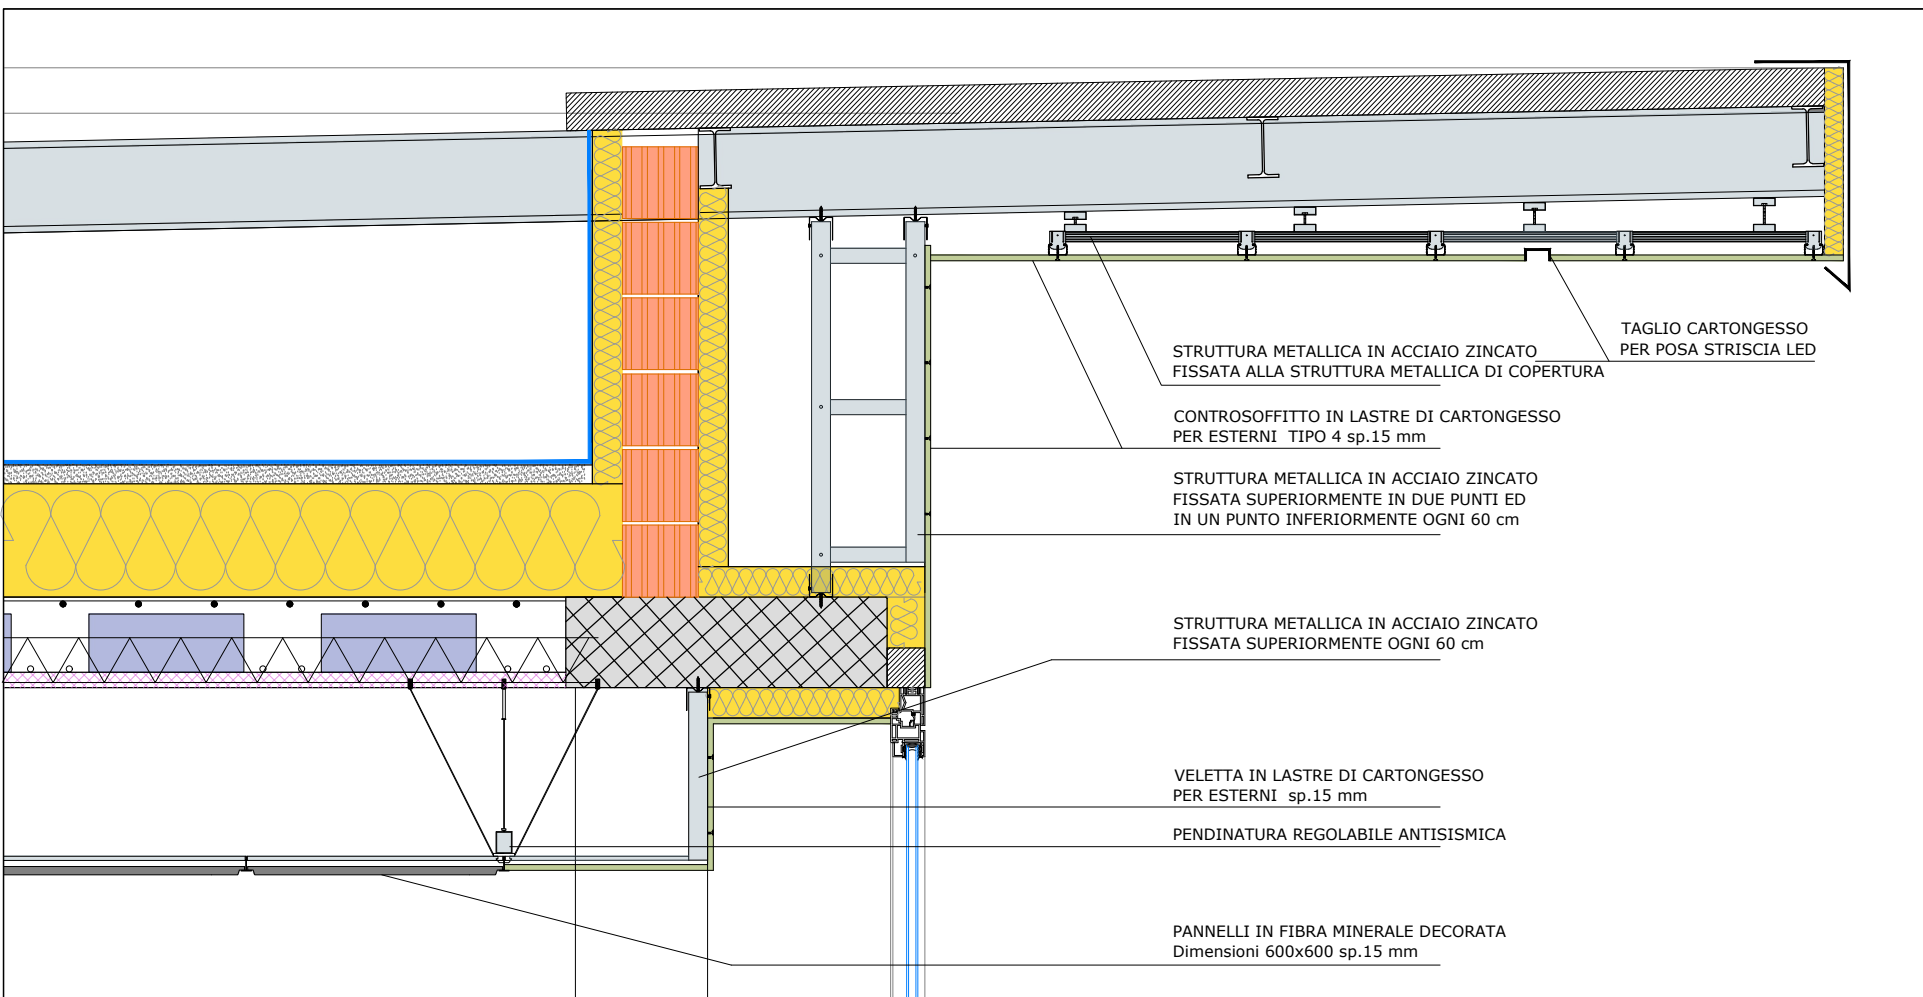 TAGLIO CARTONGESSO
PER POSA STRISCIA LED
STRUTTURA METALLICA IN ACCIAIO ZINCATO
FISSATA ALLA STRUTTURA METALLICA DI COPERTURA
CONTROSOFFITTO IN LASTRE DI CARTONGESSO
PER ESTERNI TIPO 4 sp.15 mm
STRUTTURA METALLICA IN ACCIAIO ZINCATO
FISSATA SUPERIORMENTE IN DUE PUNTI ED
IN UN PUNTO INFERIORMENTE OGNI 60 cm
STRUTTURA METALLICA IN ACCIAIO ZINCATO
FISSATA SUPERIORMENTE OGNI 60 cm
VELETTA IN LASTRE DI CARTONGESSO
PER ESTERNI sp.15 mm
PENDINATURA REGOLABILE ANTISISMICA
PANNELLI IN FIBRA MINERALE DECORATA
Dimensioni 600x600 sp.15 mm